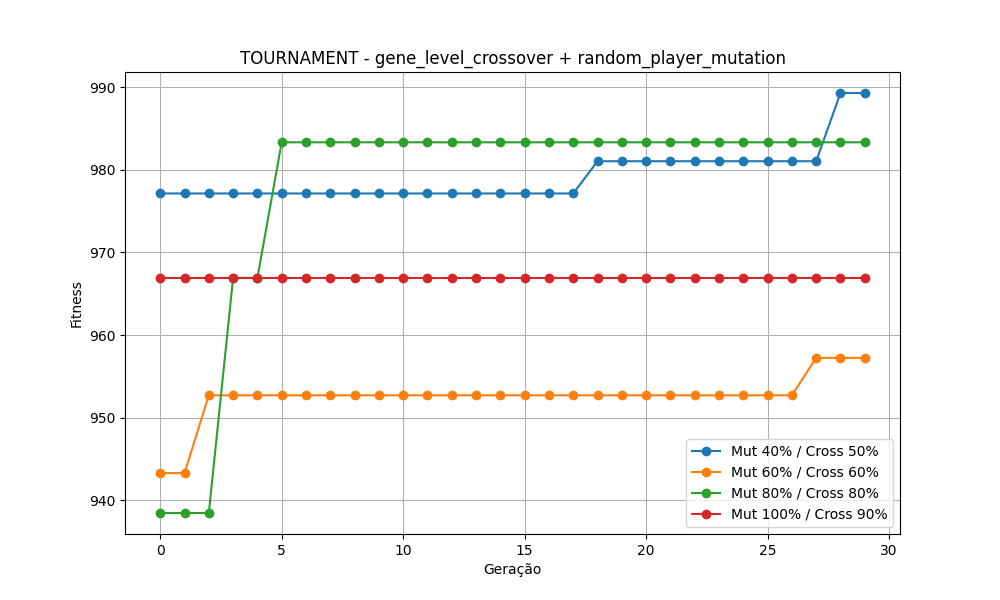 TOURNAMENT - gene_level_crossover + random_player_mutation
990
980
970
960
950
940
Fitness
0 5 10 15 20 25 30
Geração
Mut 40% / Cross 50%
Mut 60% / Cross 60%
Mut 80% / Cross 80%
Mut 100% / Cross 90%